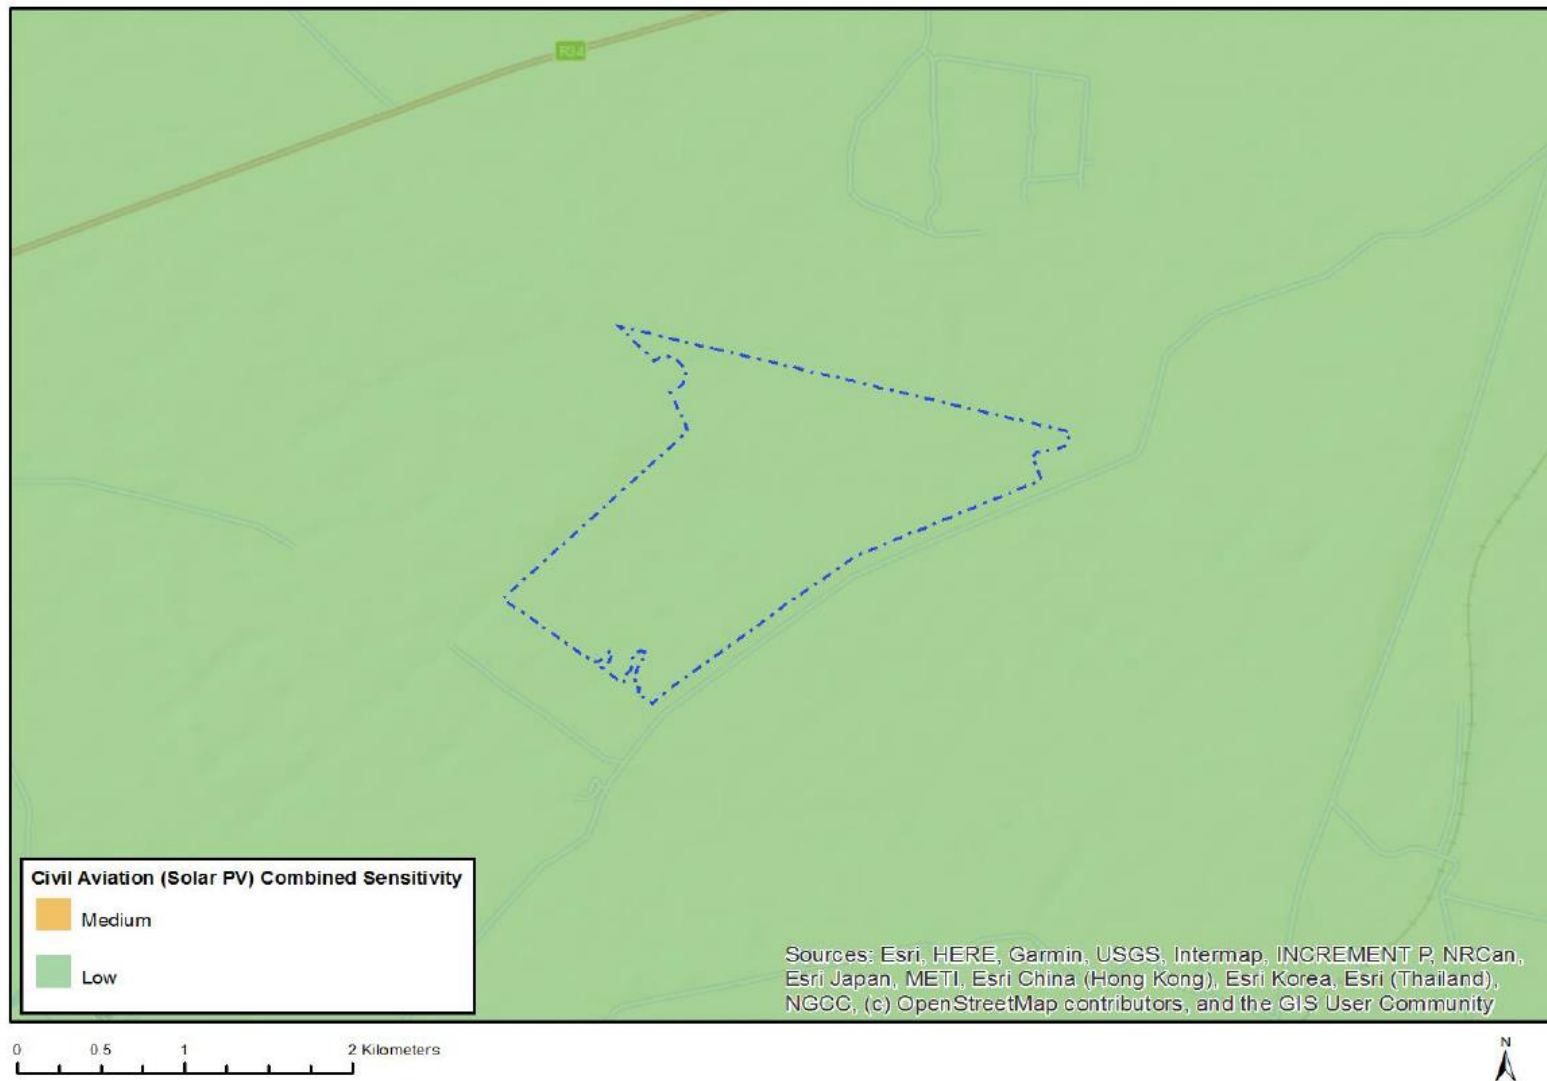 R34
Civil Aviation (Solar PV) Combined Sensitivity
Medium
Low
Sources: Esri, HERE, Garmin, USGS, Intermap, INCREMENT P, NRCan,
Esri Japan, METI, Esri China (Hong Kong), Esri Korea, Esri (Thailand),
NGCC, (c) OpenStreetMap contributors, and the GIS User Community
0 0.5 1 2 Kilometers
N